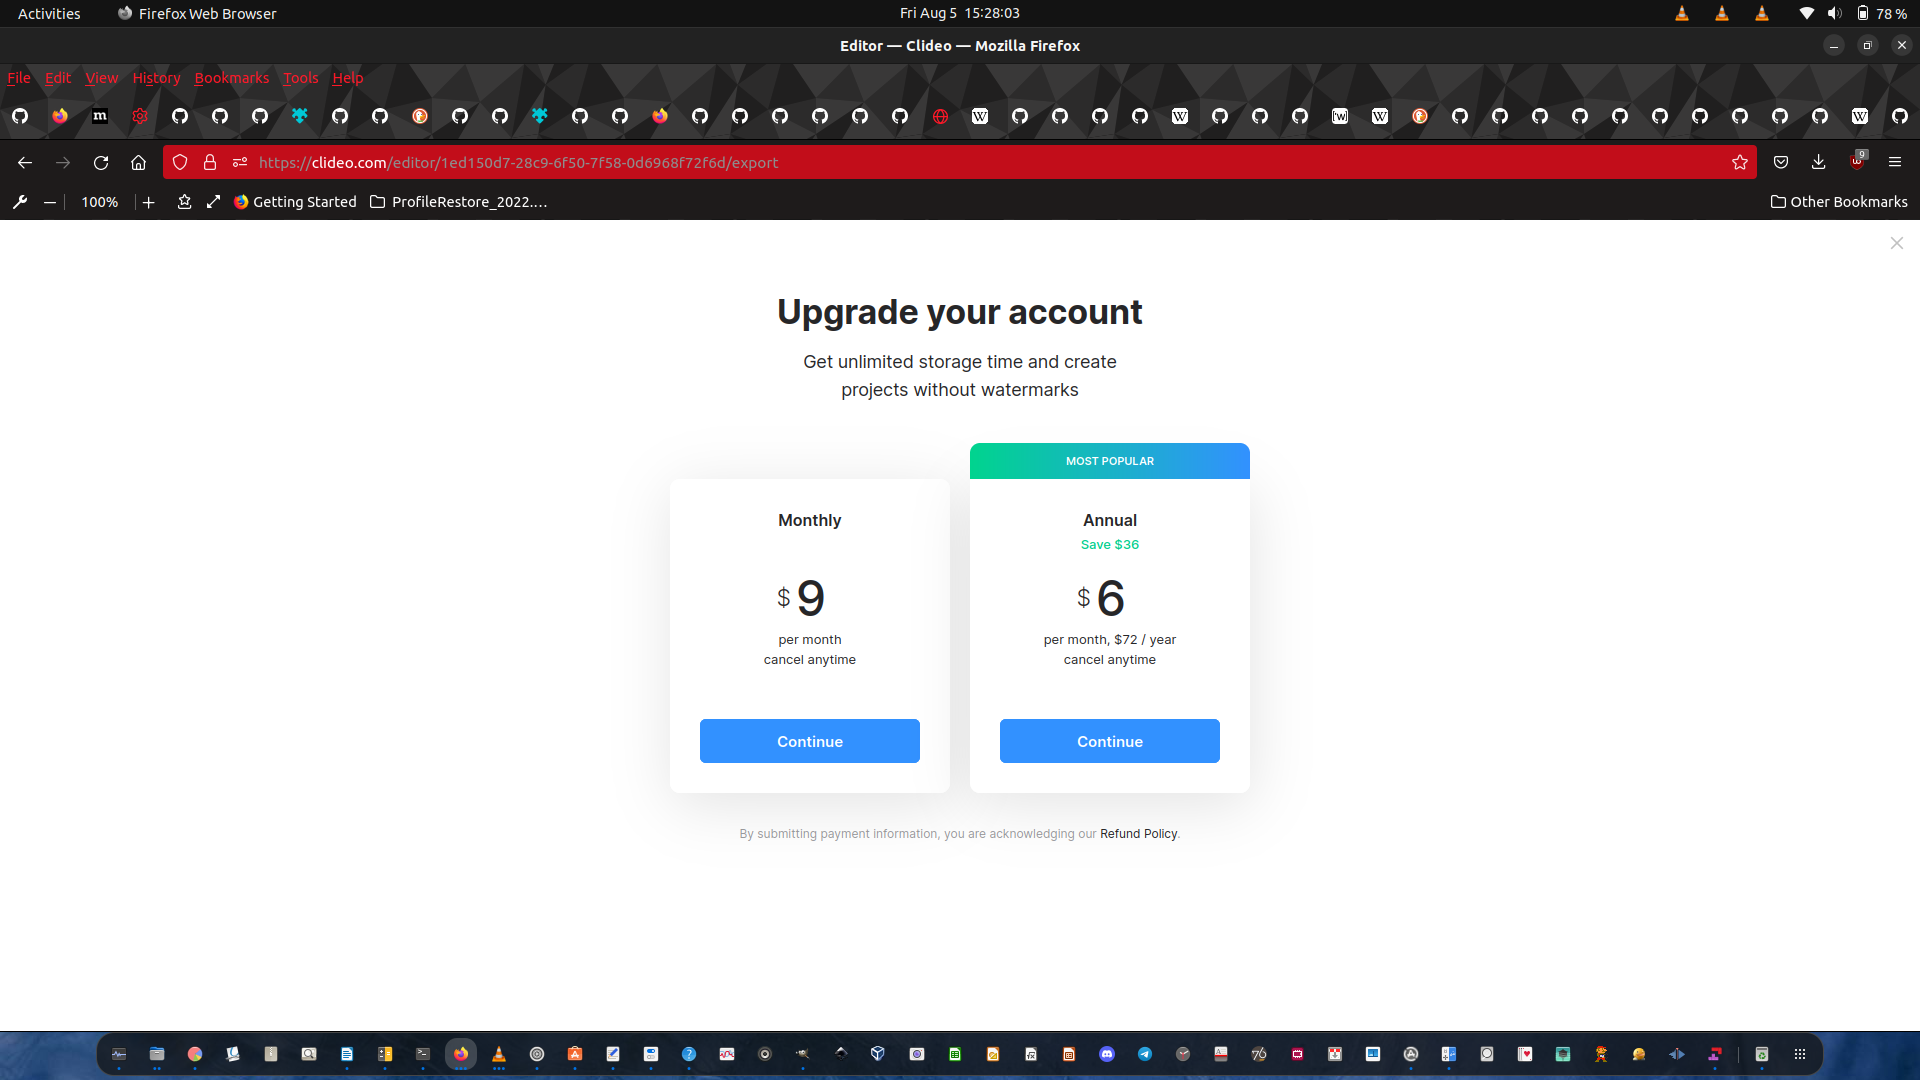 Activities
Firefox Web Browser
Fri Aug 5 15:28:03
78 %
Editor — Clideo — Mozilla Firefox
File Edit View History Bookmarks Tools Help
https://clideo.com/editor/1ed150d7-28c9-6f50-7f58-0d6968f72f6d/export
9
100%
Getting Started
ProfileRestore_2022....
Other Bookmarks
Upgrade your account
Get unlimited storage time and create
projects without watermarks
MOST POPULAR
Monthly
$ 9
per month
cancel anytime
Continue
Annual
Save $36
$ 6
per month, $72 / year
cancel anytime
Continue
By submitting payment information, you are acknowledging our Refund Policy.